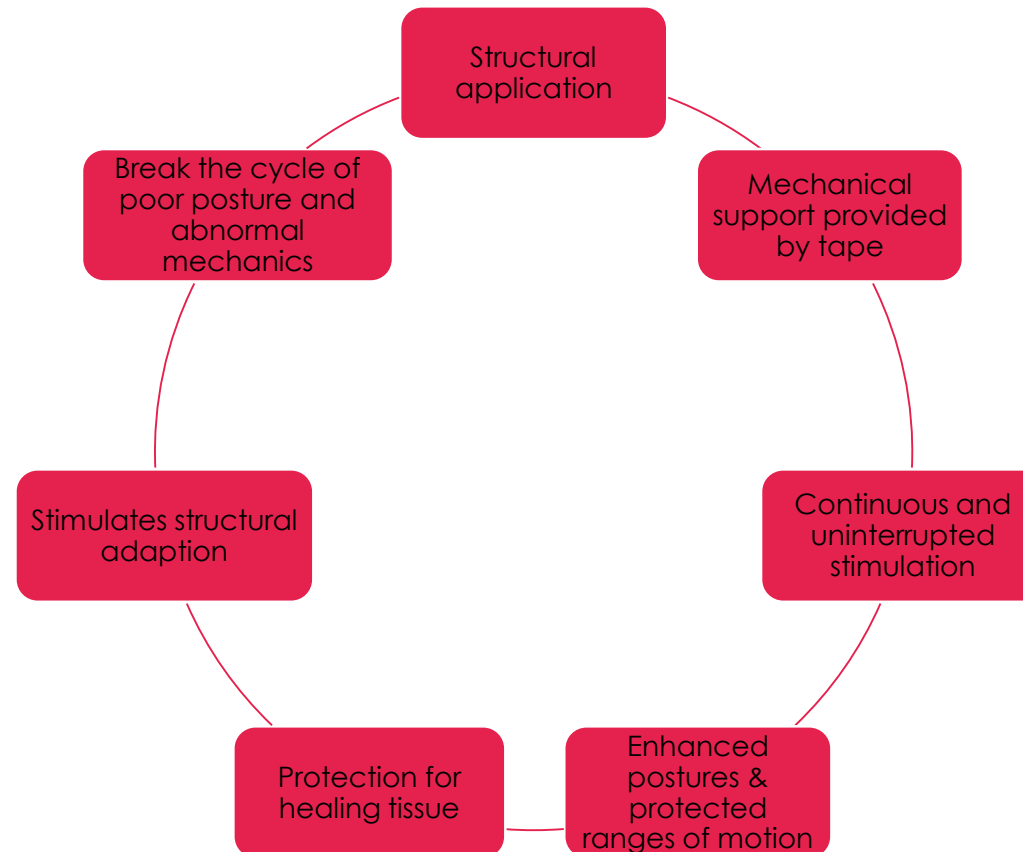 Structural
application
Mechanical
support provided
by tape
Continuous and
uninterrupted
stimulation
Enhanced
postures &
protected
ranges of motion
Protection for
healing tissue
Stimulates structural
adaption
Break the cycle of
poor posture and
abnormal
mechanics